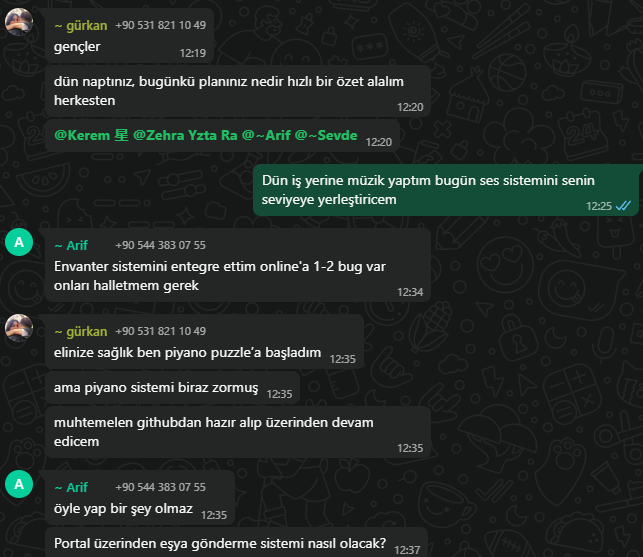 ~ gürkan +90 531 821 10 49
gençler
12:19
dün naptınız, bugünkü planınız nedir hızlı bir özet alalım
herkesten
12:20
@Kerem 星 @Zehra Yzta Ra @~Arif @~Sevde
12:20
Dün iş yerine müzik yaptım bugün ses sistemini senin
seviyeye yerleştiricem
12:25
A
~ Arif +90 544 383 07 55
Envanter sistemini entegre ettim online'a 1-2 bug var
onları halletmem gerek
12:34
~ gürkan +90 531 821 10 49
elinize sağlık ben piyano puzzle'a başladım
12:35
ama piyano sistemi biraz zormuş
12:35
muhtemelen githubdan hazır alıp üzerinden devam
edicem
12:35
A
~ Arif +90 544 383 07 55
öyle yap bir şey olmaz
12:35
Portal üzerinden eşya gönderme sistemi nasıl olacak?
12:37